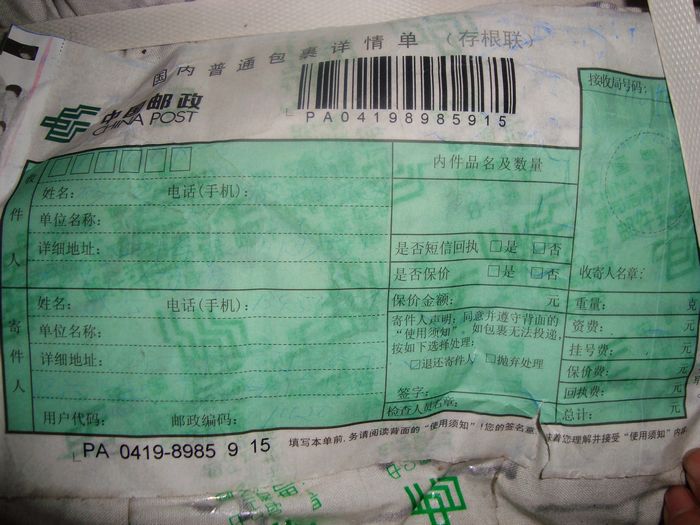 国内普通包裹详情单（存根联）
中国邮政
CHINA POST
PA04198985915
接收局号码：
收件人
姓名： 电话(手机)：
单位名称：
详细地址：
内件品名及数量
是否短信回执 □是 □否
是否保价 □是 □否
收寄人名章：
寄件人
姓名： 电话(手机)：
单位名称：
详细地址：
用户代码： 邮政编码：
保价金额： 元
寄件人声明：同意并遵守背面的
“使用须知”，如包裹无法投递，
按如下选择处理：
☑退还寄件人 □抛弃处理
签字：
检查人员名章：
重量： 克
资费： 元
挂号费： 元
保价费： 元
回执费： 元
总计： 元
PA 0419-8985 9 15
填写本单前,务请阅读背面的“使用须知”!您的签名意味着您理解并接受“使用须知”内